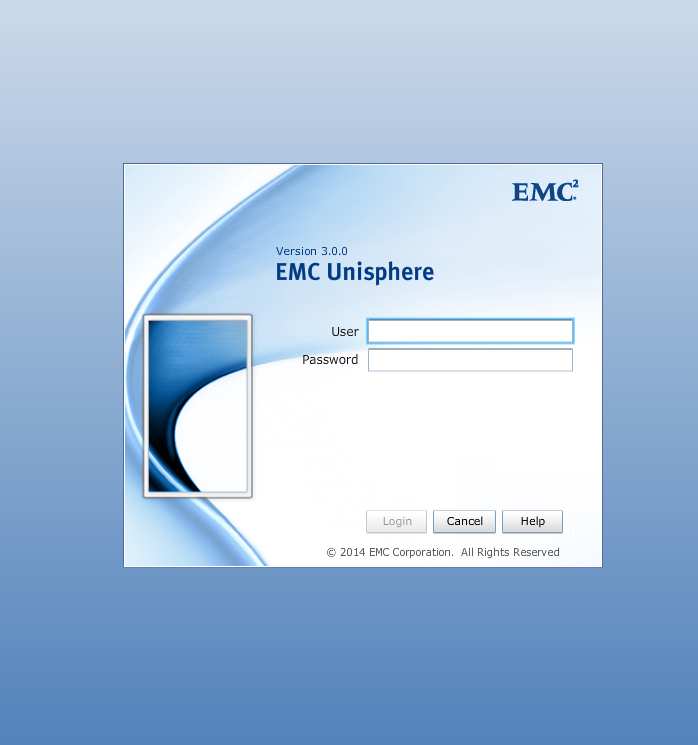 EMC²
Version 3.0.0
EMC Unisphere
User
Password
Login
Cancel
Help
© 2014 EMC Corporation.  All Rights Reserved